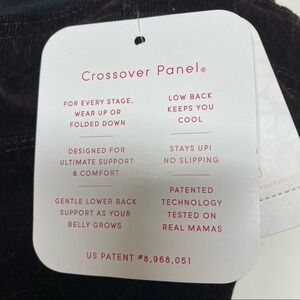 Crossover Panel®
FOR EVERY STAGE,
WEAR UP OR
FOLDED DOWN
DESIGNED FOR
ULTIMATE SUPPORT
& COMFORT
GENTLE LOWER BACK
SUPPORT AS YOUR
BELLY GROWS
LOW BACK
KEEPS YOU
COOL
STAYS UP!
NO SLIPPING
PATENTED
TECHNOLOGY
TESTED ON
REAL MAMAS
US PATENT #8,968,051